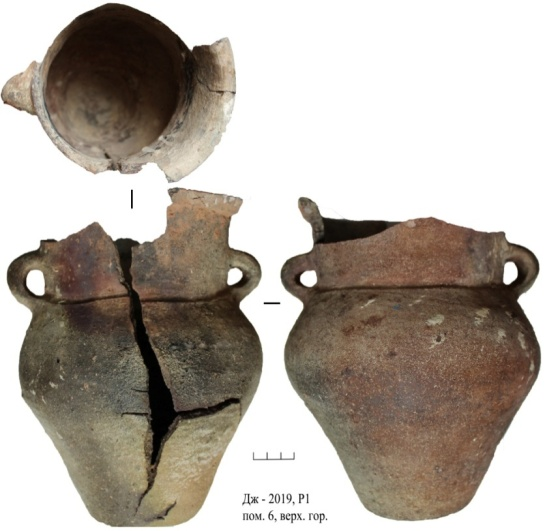 Дж - 2019, Р1
пом. 6, верх. гор.